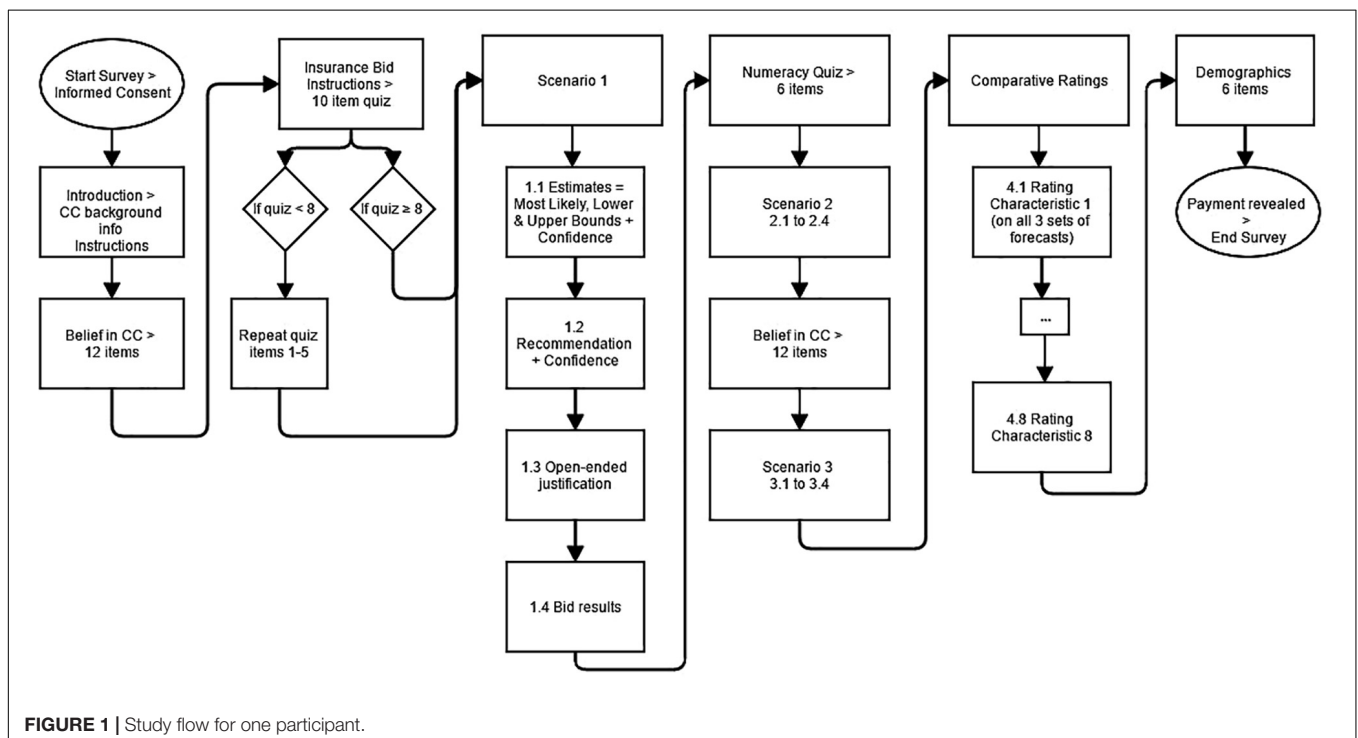 Start Survey >
Informed Consent
Introduction >
CC background
info
Instructions
Belief in CC >
12 items
Insurance Bid
Instructions >
10 item quiz
If quiz < 8
If quiz ≥ 8
Repeat quiz
items 1-5
Scenario 1
1.1 Estimates =
Most Likely, Lower
& Upper Bounds +
Confidence
1.2
Recommendation
+ Confidence
1.3 Open-ended
justification
1.4 Bid results
Numeracy Quiz >
6 items
Scenario 2
2.1 to 2.4
Belief in CC >
12 items
Scenario 3
3.1 to 3.4
Comparative Ratings
4.1 Rating
Characteristic 1
(on all 3 sets of
forecasts)
...
4.8 Rating
Characteristic 8
Demographics
6 items
Payment revealed
>
End Survey
FIGURE 1 | Study flow for one participant.